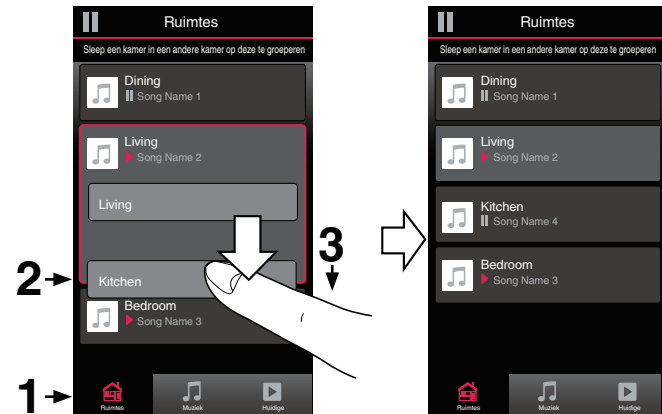 Ruimtes
Sleep een kamer in een andere kamer op deze te groeperen
Dining
Song Name 1
Living
Song Name 2
Living
Kitchen
Bedroom
Song Name 3
Ruimtes
Muziek
Huidige
1
2
3
Ruimtes
Sleep een kamer in een andere kamer op deze te groeperen
Dining
Song Name 1
Living
Song Name 2
Kitchen
Song Name 4
Bedroom
Song Name 3
Ruimtes
Muziek
Huidige